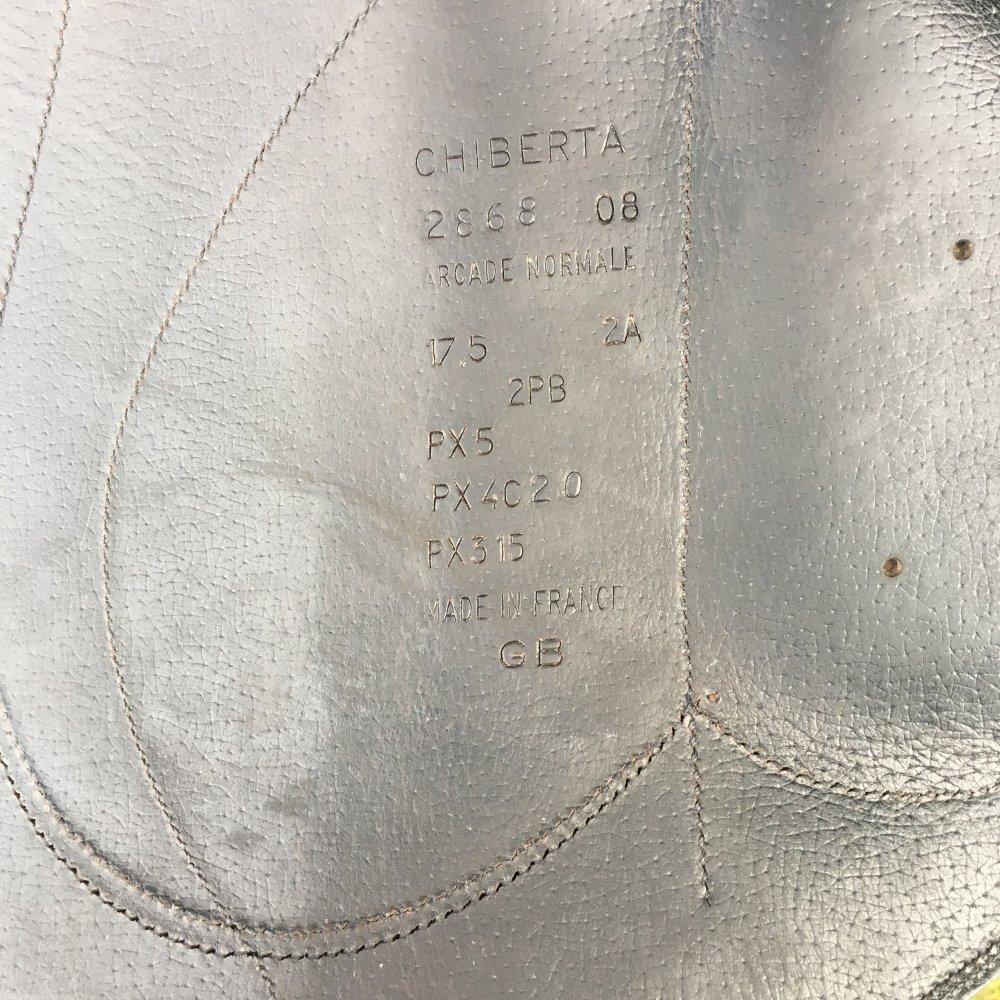 CHIBERTA
2868 08
ARCADE NORMALE
17.5 2A
2PB
PX5
PX4C2.0
PX315
MADE IN FRANCE
GB